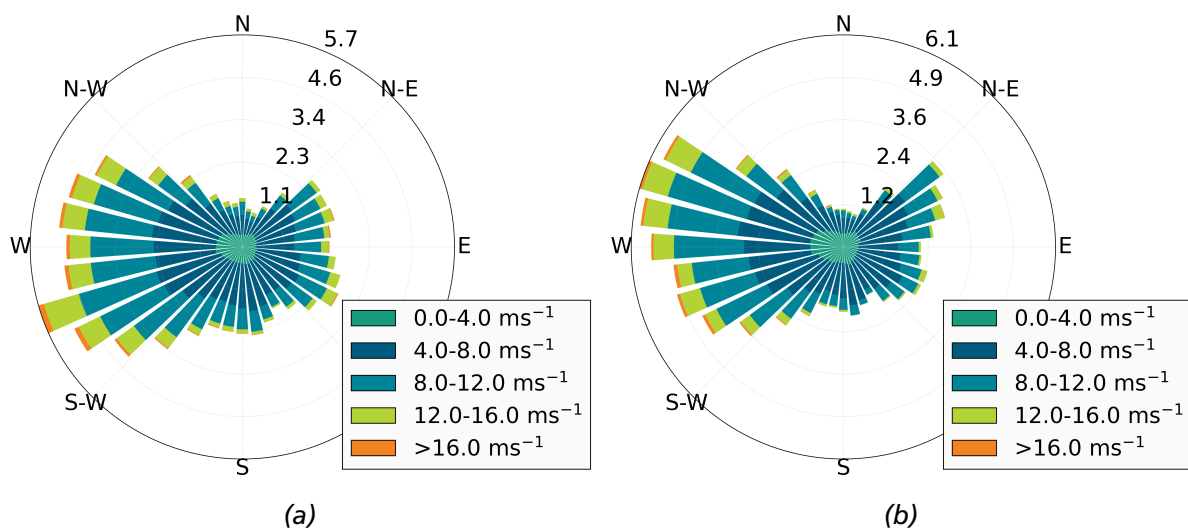 N
5.7
4.6
N-W
N-E
3.4
2.3
1.1
W
E
S-W
S
0.0-4.0 ms⁻¹
4.0-8.0 ms⁻¹
8.0-12.0 ms⁻¹
12.0-16.0 ms⁻¹
>16.0 ms⁻¹
(a)
N
6.1
4.9
N-W
N-E
3.6
2.4
1.2
W
E
S-W
S
0.0-4.0 ms⁻¹
4.0-8.0 ms⁻¹
8.0-12.0 ms⁻¹
12.0-16.0 ms⁻¹
>16.0 ms⁻¹
(b)